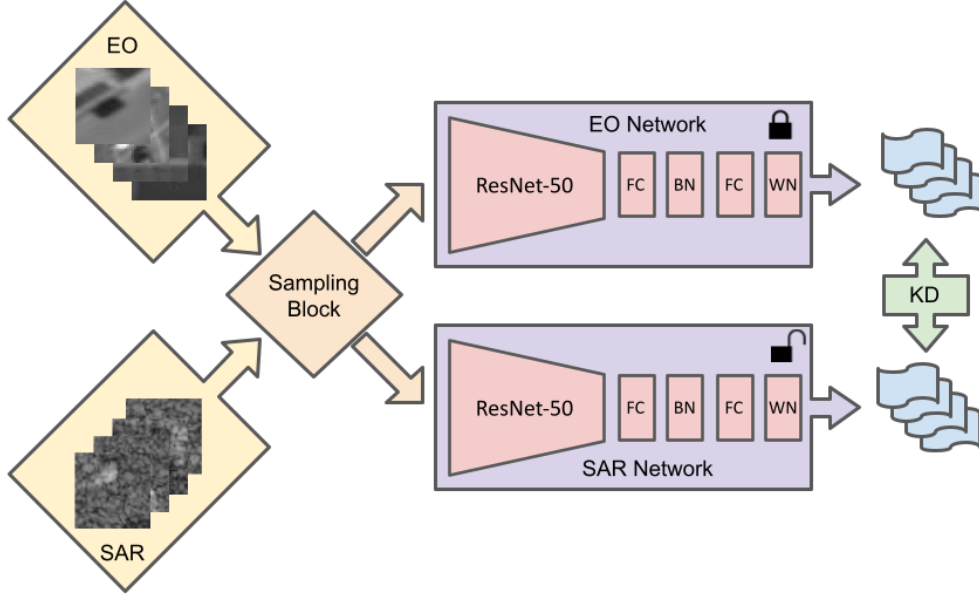 EO
SAR
Sampling
Block
EO Network
ResNet-50
FC
BN
FC
WN
KD
ResNet-50
FC
BN
FC
WN
SAR Network